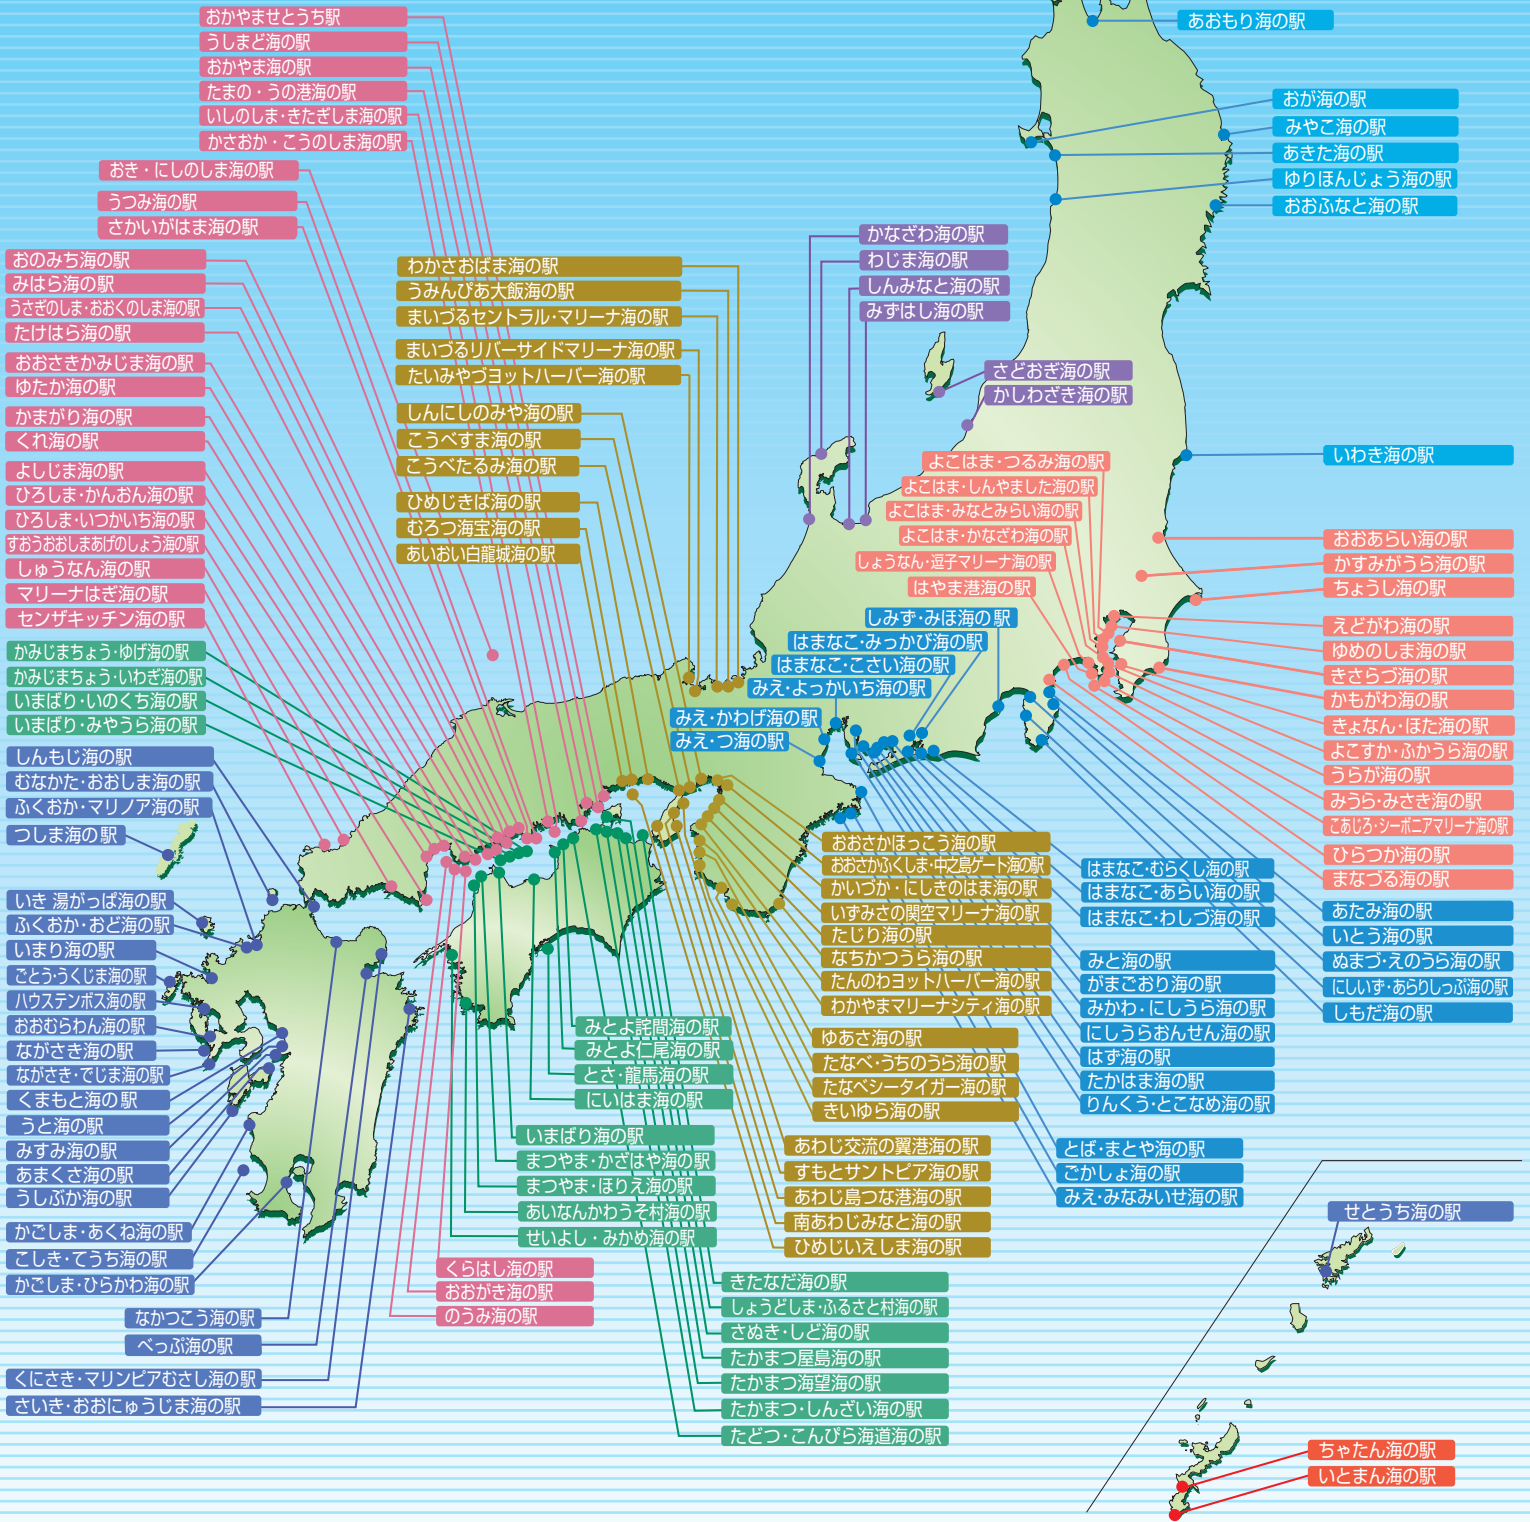 おかやませとうち駅
うしまど海の駅
おかやま海の駅
たまの・うの港海の駅
いしのしま・きたぎしま海の駅
かさおか・こうのしま海の駅
おき・にしのしま海の駅
うつみ海の駅
さかいがはま海の駅
おのみち海の駅
みはら海の駅
うさぎのしま・おおくのしま海の駅
たけはら海の駅
おおさきかみじま海の駅
ゆたか海の駅
かまがり海の駅
くれ海の駅
よしじま海の駅
ひろしま・かんおん海の駅
ひろしま・いつかいち海の駅
すおうおおしまあげのしょう海の駅
しゅうなん海の駅
マリーナはぎ海の駅
センザキッチン海の駅
かみじまちょう・ゆげ海の駅
かみじまちょう・いわぎ海の駅
いまばり・いのくち海の駅
いまばり・みやうら海の駅
しんもじ海の駅
むなかた・おおしま海の駅
ふくおか・マリノア海の駅
つしま海の駅
いき 湯がっぱ海の駅
ふくおか・おど海の駅
いまり海の駅
ごとう・うくじま海の駅
ハウステンボス海の駅
おおむらわん海の駅
ながさき海の駅
ながさき・でじま海の駅
くまもと海の駅
うと海の駅
みすみ海の駅
あまくさ海の駅
うしぶか海の駅
かごしま・あくね海の駅
こしき・てうち海の駅
かごしま・ひらかわ海の駅
なかつこう海の駅
べっぷ海の駅
くにさき・マリンピアむさし海の駅
さいき・おおにゅうじま海の駅
わかさおばま海の駅
うみんぴあ大飯海の駅
まいづるセントラル・マリーナ海の駅
まいづるリバーサイドマリーナ海の駅
たいみやづヨットハーバー海の駅
しんにしのみや海の駅
こうべすま海の駅
こうべたるみ海の駅
ひめじきば海の駅
むろつ海宝海の駅
あいおい白龍城海の駅
かなざわ海の駅
わじま海の駅
しんみなと海の駅
みずはし海の駅
さどおぎ海の駅
かしわざき海の駅
あおもり海の駅
おが海の駅
みやこ海の駅
あきた海の駅
ゆりほんじょう海の駅
おおふなと海の駅
いわき海の駅
よこはま・つるみ海の駅
よこはま・しんやました海の駅
よこはま・みなとみらい海の駅
よこはま・かなざわ海の駅
しょうなん・逗子マリーナ海の駅
はやま港海の駅
おおあらい海の駅
かすみがうら海の駅
ちょうし海の駅
えどがわ海の駅
ゆめのしま海の駅
きさらづ海の駅
かもがわ海の駅
きょなん・ほた海の駅
よこすか・ふかうら海の駅
うらが海の駅
みうら・みさき海の駅
こあじろ・シーボニアマリーナ海の駅
ひらつか海の駅
まなづる海の駅
あたみ海の駅
いとう海の駅
ぬまづ・えのうら海の駅
にしいず・あらりしっぷ海の駅
しもだ海の駅
しみず・みほ海の駅
はまなこ・みっかび海の駅
はまなこ・こさい海の駅
みえ・よっかいち海の駅
みえ・かわげ海の駅
みえ・つ海の駅
はまなこ・むらくし海の駅
はまなこ・あらい海の駅
はまなこ・わしづ海の駅
みと海の駅
がまごおり海の駅
みかわ・にしうら海の駅
にしうらおんせん海の駅
はず海の駅
たかはま海の駅
りんくう・とこなめ海の駅
とば・まとや海の駅
ごかしょ海の駅
みえ・みなみいせ海の駅
おおさかほっこう海の駅
おおさかふくしま・中之島ゲート海の駅
かいづか・にしきのはま海の駅
いずみさの関空マリーナ海の駅
たじり海の駅
なちかつうら海の駅
たんのわヨットハーバー海の駅
わかやまマリーナシティ海の駅
ゆあさ海の駅
たなべ・うちのうら海の駅
たなべシータイガー海の駅
きいゆら海の駅
あわじ交流の翼港海の駅
すもとサントピア海の駅
あわじ島つな港海の駅
南あわじみなと海の駅
ひめじいえしま海の駅
みとよ詫間海の駅
みとよ仁尾海の駅
とさ・龍馬海の駅
にいはま海の駅
いまばり海の駅
まつやま・かざはや海の駅
まつやま・ほりえ海の駅
あいなんかわうそ村海の駅
せいよし・みかめ海の駅
くらはし海の駅
おおがき海の駅
のうみ海の駅
きたなだ海の駅
しょうどしま・ふるさと村海の駅
さぬき・しど海の駅
たかまつ屋島海の駅
たかまつ海望海の駅
たかまつ・しんざい海の駅
たどつ・こんぴら海道海の駅
せとうち海の駅
ちゃたん海の駅
いとまん海の駅